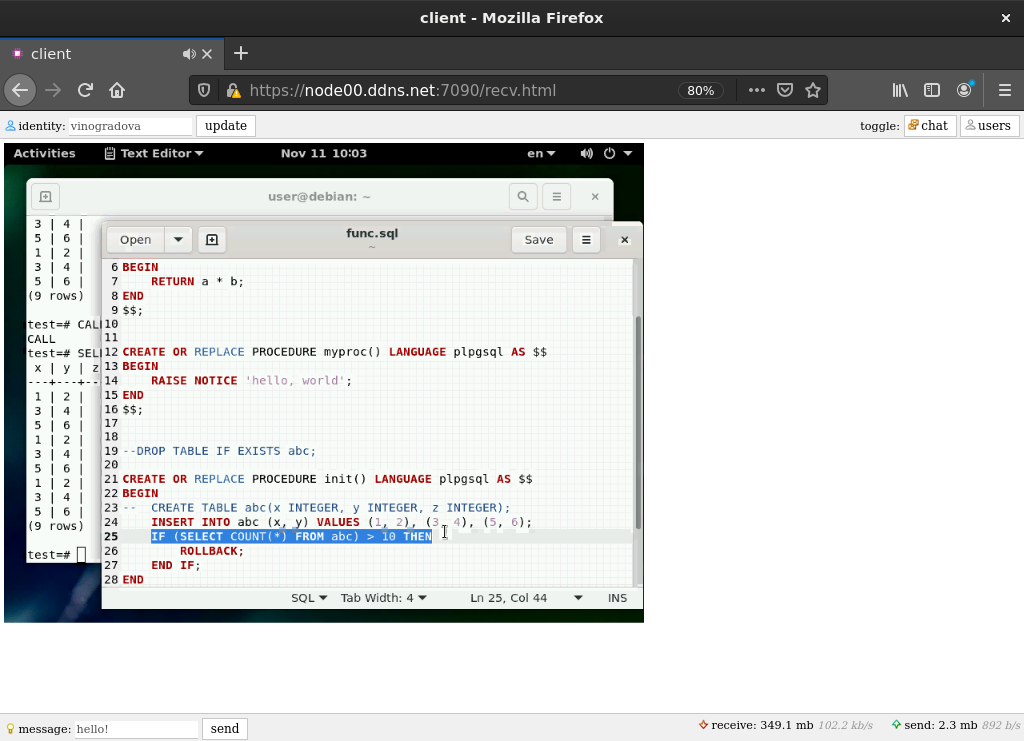 client - Mozilla Firefox
client
https://node00.ddns.net:7090/recv.html
80%
identity: vinogradova update
toggle: chat users
Activities Text Editor Nov 11 10:03 en
user@debian: ~
3 | 4 |
5 | 6 |
1 | 2 |
3 | 4 |
5 | 6 |
(9 rows)
test=# CALL
CALL
test=# SEL
x | y | z
---+---+--
1 | 2 |
3 | 4 |
5 | 6 |
1 | 2 |
3 | 4 |
5 | 6 |
1 | 2 |
3 | 4 |
5 | 6 |
(9 rows)
test=#
Open func.sql Save
~
6 BEGIN
7 RETURN a * b;
8 END
9 $$;
10
11
12 CREATE OR REPLACE PROCEDURE myproc() LANGUAGE plpgsql AS $$
13 BEGIN
14 RAISE NOTICE 'hello, world';
15 END
16 $$;
17
18
19 --DROP TABLE IF EXISTS abc;
20
21 CREATE OR REPLACE PROCEDURE init() LANGUAGE plpgsql AS $$
22 BEGIN
23 -- CREATE TABLE abc(x INTEGER, y INTEGER, z INTEGER);
24 INSERT INTO abc (x, y) VALUES (1, 2), (3, 4), (5, 6);
25 IF (SELECT COUNT(*) FROM abc) > 10 THEN
26 ROLLBACK;
27 END IF;
28 END
SQL Tab Width: 4 Ln 25, Col 44 INS
message: hello! send
receive: 349.1 mb 102.2 kb/s send: 2.3 mb 892 b/s